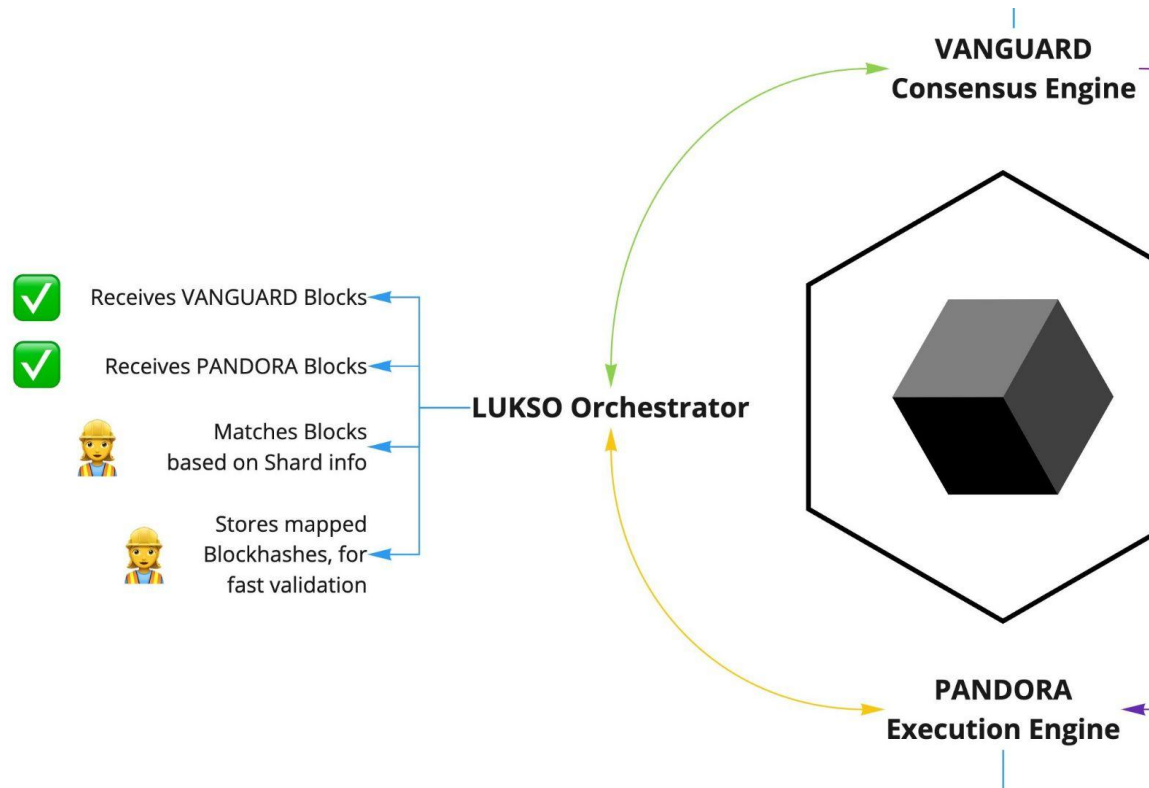 VANGUARD
Consensus Engine
Receives VANGUARD Blocks
Receives PANDORA Blocks
LUKSO Orchestrator
Matches Blocks
based on Shard info
Stores mapped
Blockhashes, for
fast validation
PANDORA
Execution Engine